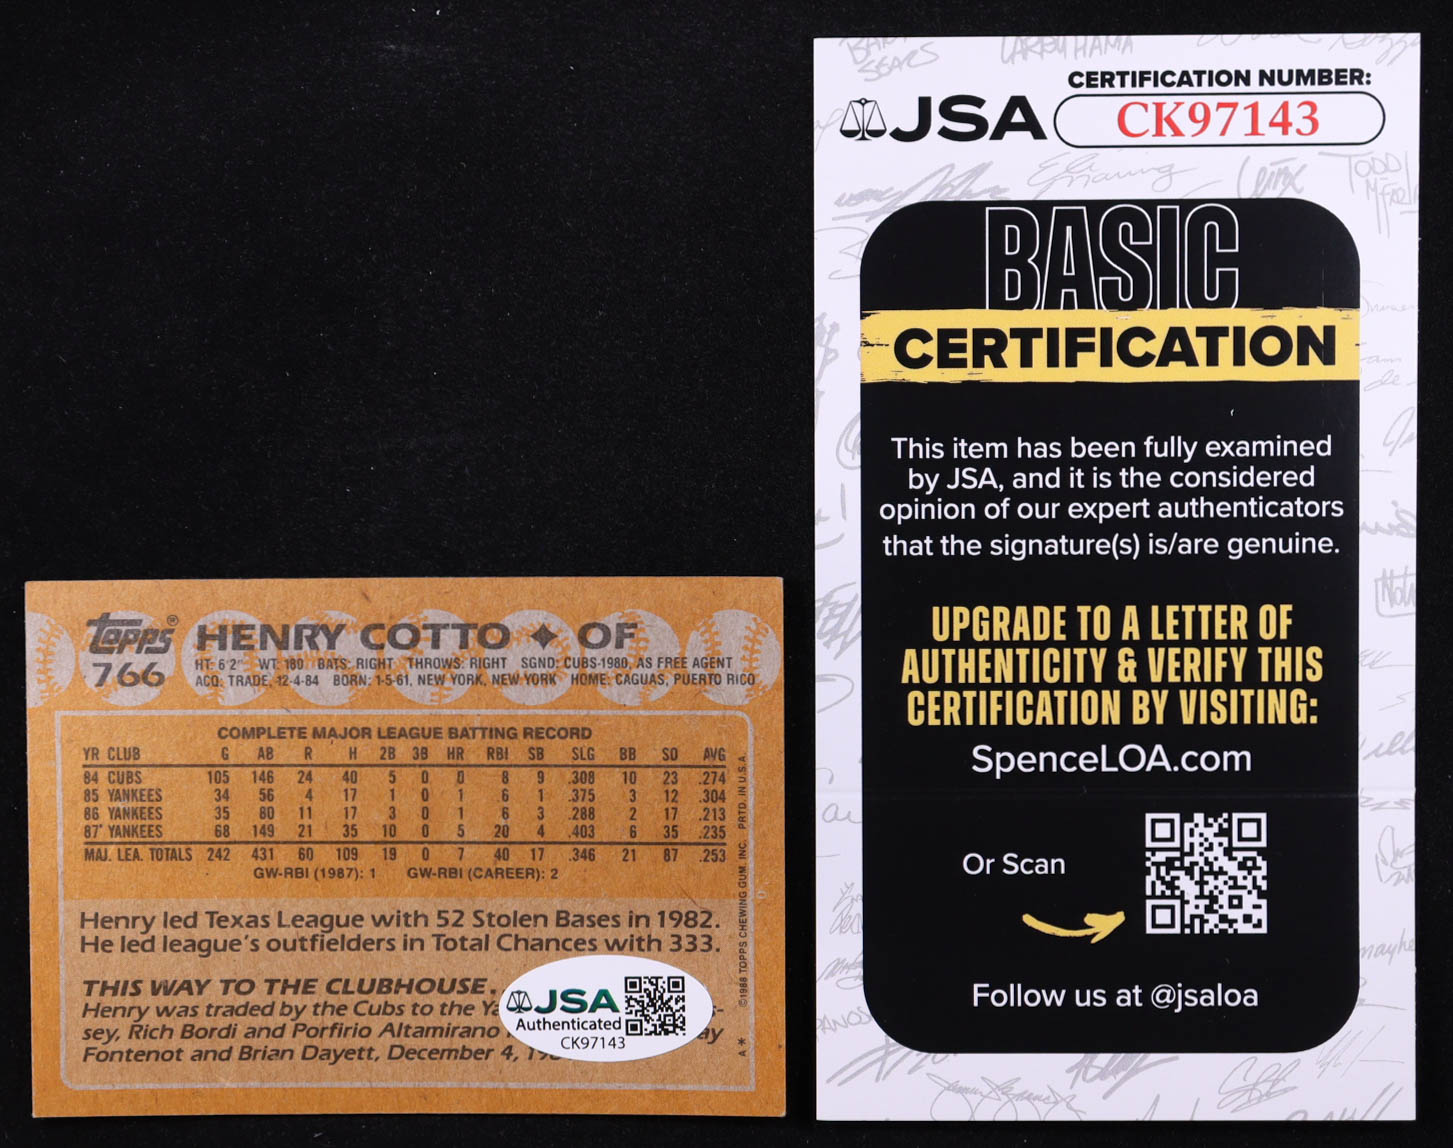 topps®
766
HENRY COTTO ✦ OF
HT: 6'2" WT: 180 BATS: RIGHT THROWS: RIGHT SGND: CUBS-1980, AS FREE AGENT
ACQ: TRADE, 12-4-84 BORN: 1-5-61, NEW YORK, NEW YORK HOME: CAGUAS, PUERTO RICO
COMPLETE MAJOR LEAGUE BATTING RECORD
YR CLUB G AB R H 2B 3B HR RBI SB SLG BB SO AVG
84 CUBS 105 146 24 40 5 0 0 8 9 .308 10 23 .274
85 YANKEES 34 56 4 17 1 0 1 6 1 .375 3 12 .304
86 YANKEES 35 80 11 17 3 0 1 6 3 .288 2 17 .213
87* YANKEES 68 149 21 35 10 0 5 20 4 .403 6 35 .235
MAJ. LEA. TOTALS 242 431 60 109 19 0 7 40 17 .346 21 87 .253
GW-RBI (1987): 1 GW-RBI (CAREER): 2
Henry led Texas League with 52 Stolen Bases in 1982.
He led league's outfielders in Total Chances with 333.
THIS WAY TO THE CLUBHOUSE.
Henry was traded by the Cubs to the
sey, Rich Bordi and Porfirio Altamirano
Fontenot and Brian Dayett, December 4,
©1988 TOPPS CHEWING GUM, INC. PRTD. IN U.S.A.
A *
JSA
Authenticated
CK97143
JSA
CERTIFICATION NUMBER:
CK97143
BASIC
CERTIFICATION
This item has been fully examined
by JSA, and it is the considered
opinion of our expert authenticators
that the signature(s) is/are genuine.
UPGRADE TO A LETTER OF
AUTHENTICITY & VERIFY THIS
CERTIFICATION BY VISITING:
SpenceLOA.com
Or Scan
Follow us at @jsaloa